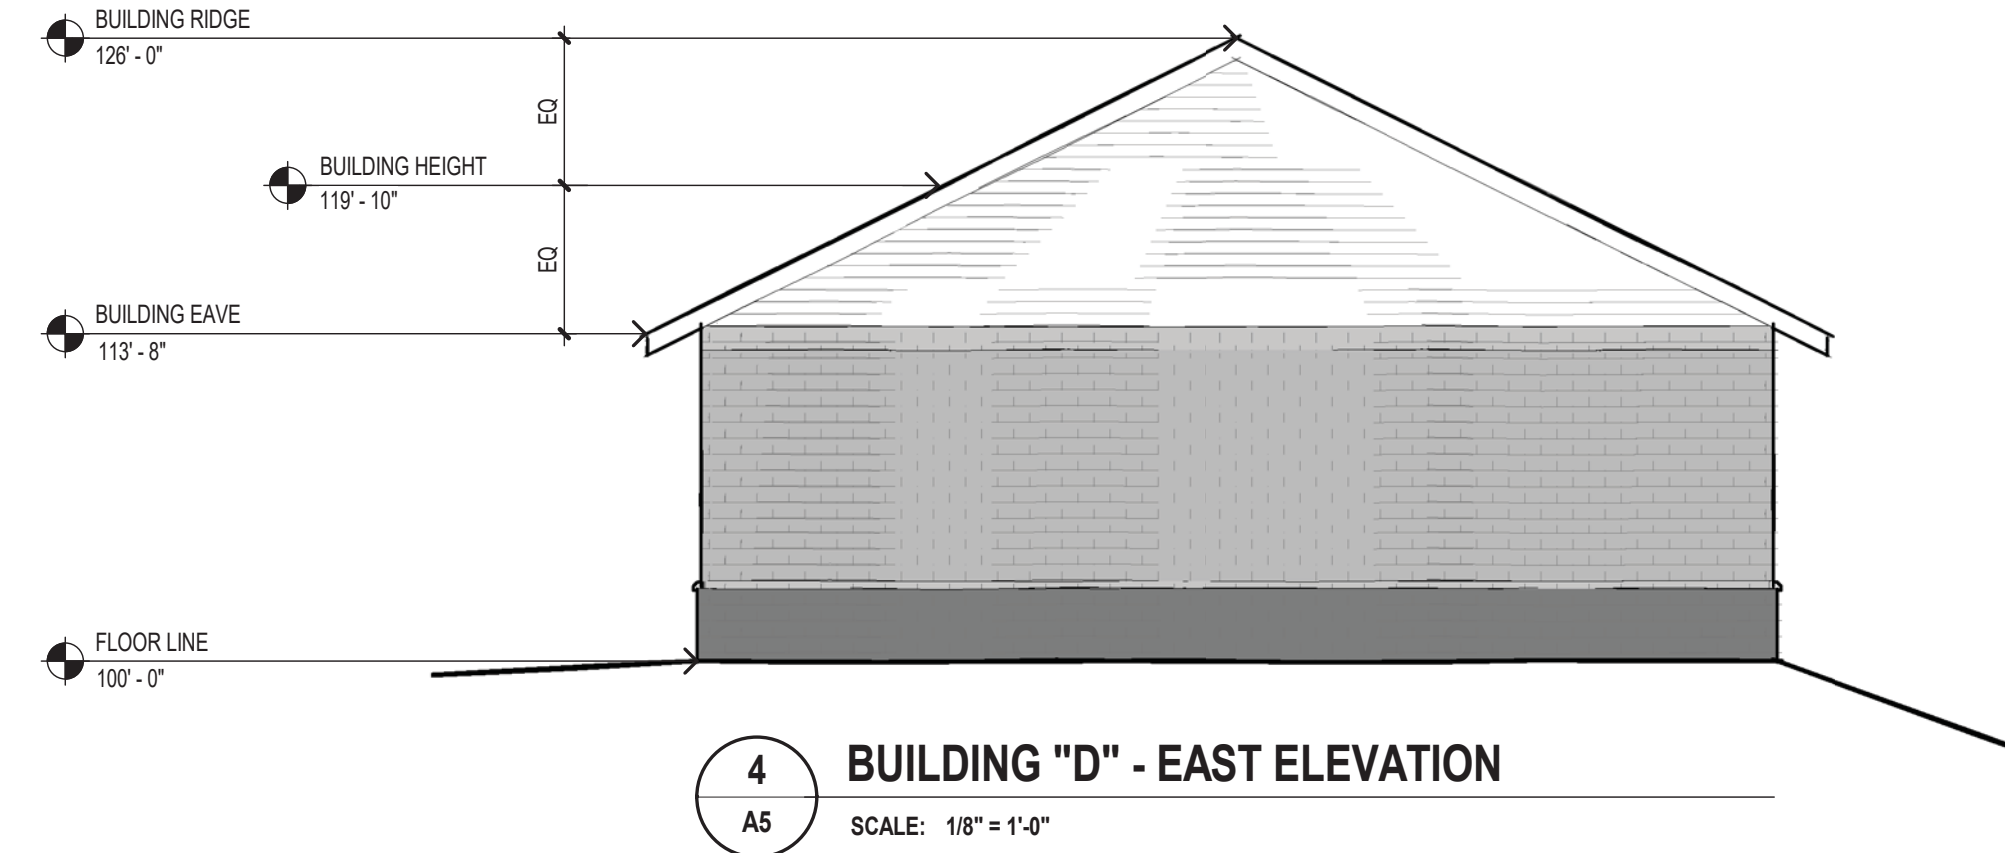 BUILDING RIDGE
126' - 0"
EQ
BUILDING HEIGHT
119' - 10"
EQ
BUILDING EAVE
113' - 8"
FLOOR LINE
100' - 0"
4
A5
BUILDING "D" - EAST ELEVATION
SCALE: 1/8" = 1'-0"